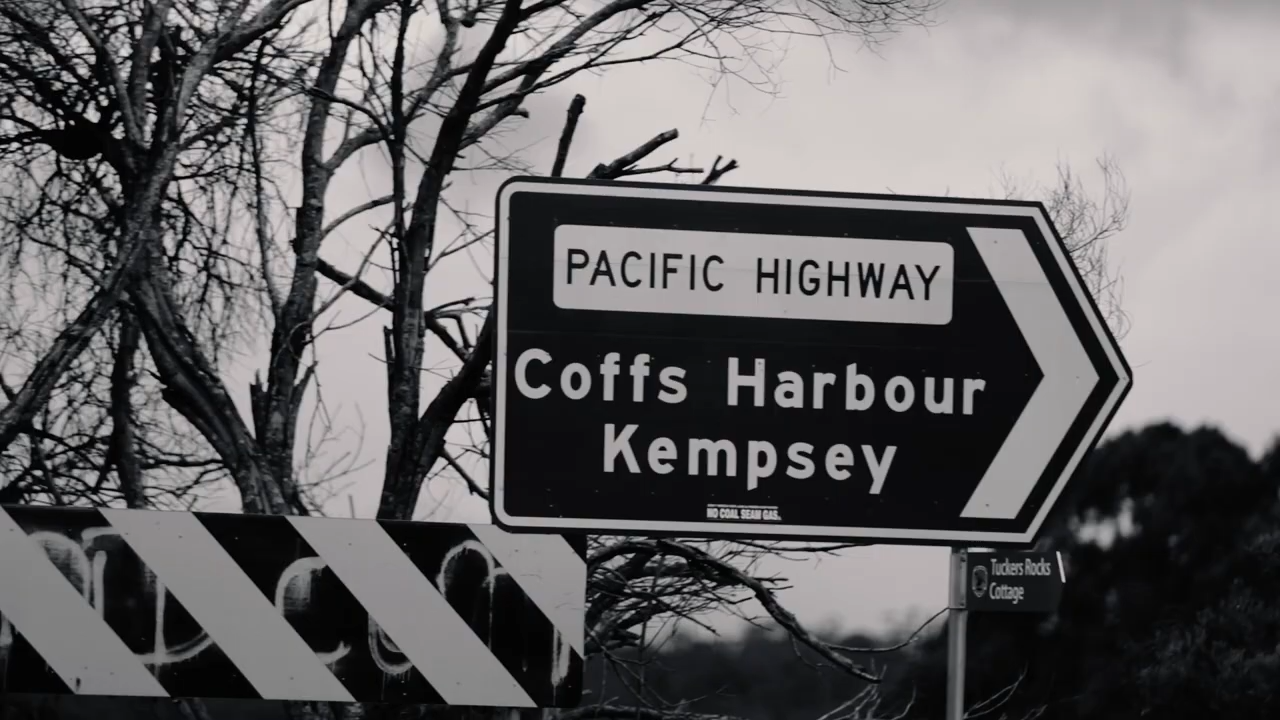 PACIFIC HIGHWAY
Coffs Harbour
Kempsey
NO COAL SEAM GAS
Tuckers Rocks
Cottage